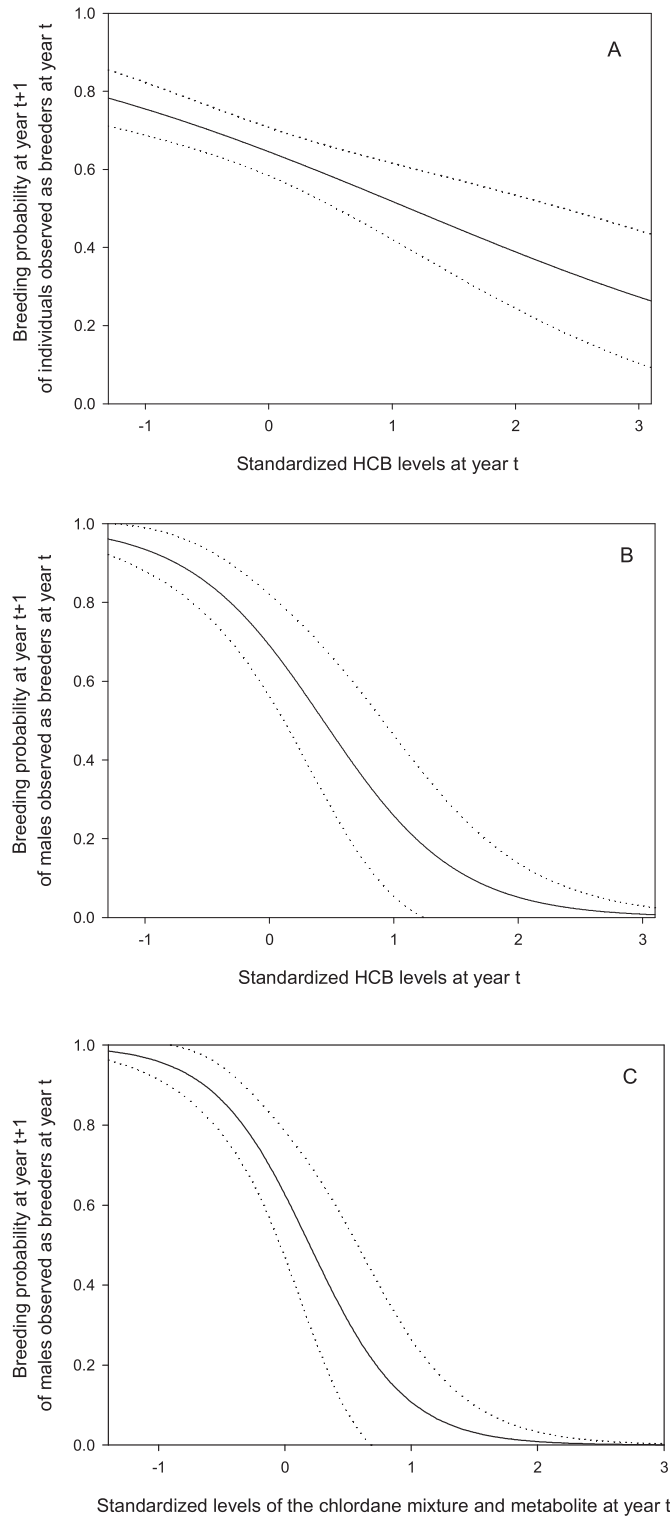 Breeding probability at year t+1
of individuals observed as breeders at year t
1.0
0.8
0.6
0.4
0.2
0.0
A
-1 0 1 2 3
Standardized HCB levels at year t
Breeding probability at year t+1
of males observed as breeders at year t
1.0
0.8
0.6
0.4
0.2
0.0
B
-1 0 1 2 3
Standardized HCB levels at year t
Breeding probability at year t+1
of males observed as breeders at year t
1.0
0.8
0.6
0.4
0.2
0.0
C
-1 0 1 2 3
Standardized levels of the chlordane mixture and metabolite at year t